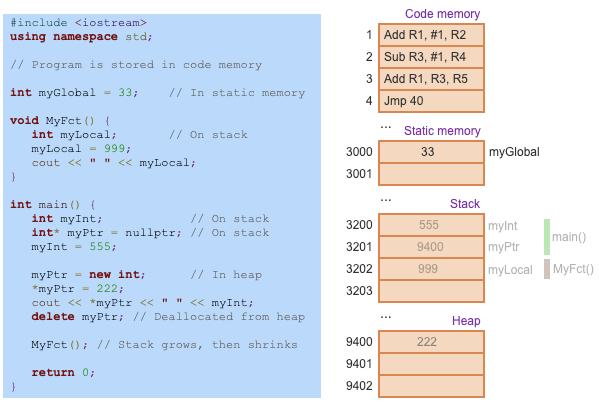 #include <iostream>
using namespace std;
// Program is stored in code memory
int myGlobal = 33;    // In static memory
void MyFct() {
   int myLocal;       // On stack
   myLocal = 999;
   cout << " " << myLocal;
}
int main() {
   int myInt;            // On stack
   int* myPtr = nullptr; // On stack
   myInt = 555;
   myPtr = new int;      // In heap
   *myPtr = 222;
   cout << *myPtr << " " << myInt;
   delete myPtr; // Deallocated from heap
   MyFct(); // Stack grows, then shrinks
   return 0;
}
Code memory
1 Add R1, #1, R2
2 Sub R3, #1, R4
3 Add R1, R3, R5
4 Jmp 40
...
Static memory
3000 33 myGlobal
3001
...
Stack
3200 555 myInt
3201 9400 myPtr
main()
3202 999 myLocal MyFct()
3203
...
Heap
9400 222
9401
9402